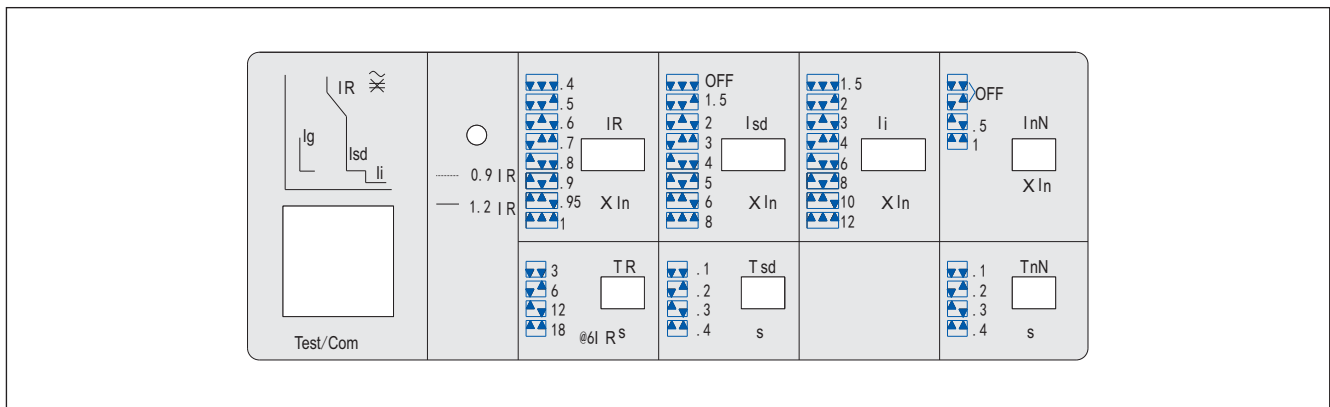 IR
Ig
Isd
Ii
Test/Com
0.9 IR
1.2 IR
.4
.5
.6
.7
.8
.9
.95
1
IR
X In
OFF
1.5
2
3
4
5
6
8
Isd
X In
1.5
2
3
4
6
8
10
12
Ii
X In
OFF
.5
1
InN
X In
3
6
12
18
TR
@6I R s
.1
.2
.3
.4
Tsd
s
.1
.2
.3
.4
TnN
s